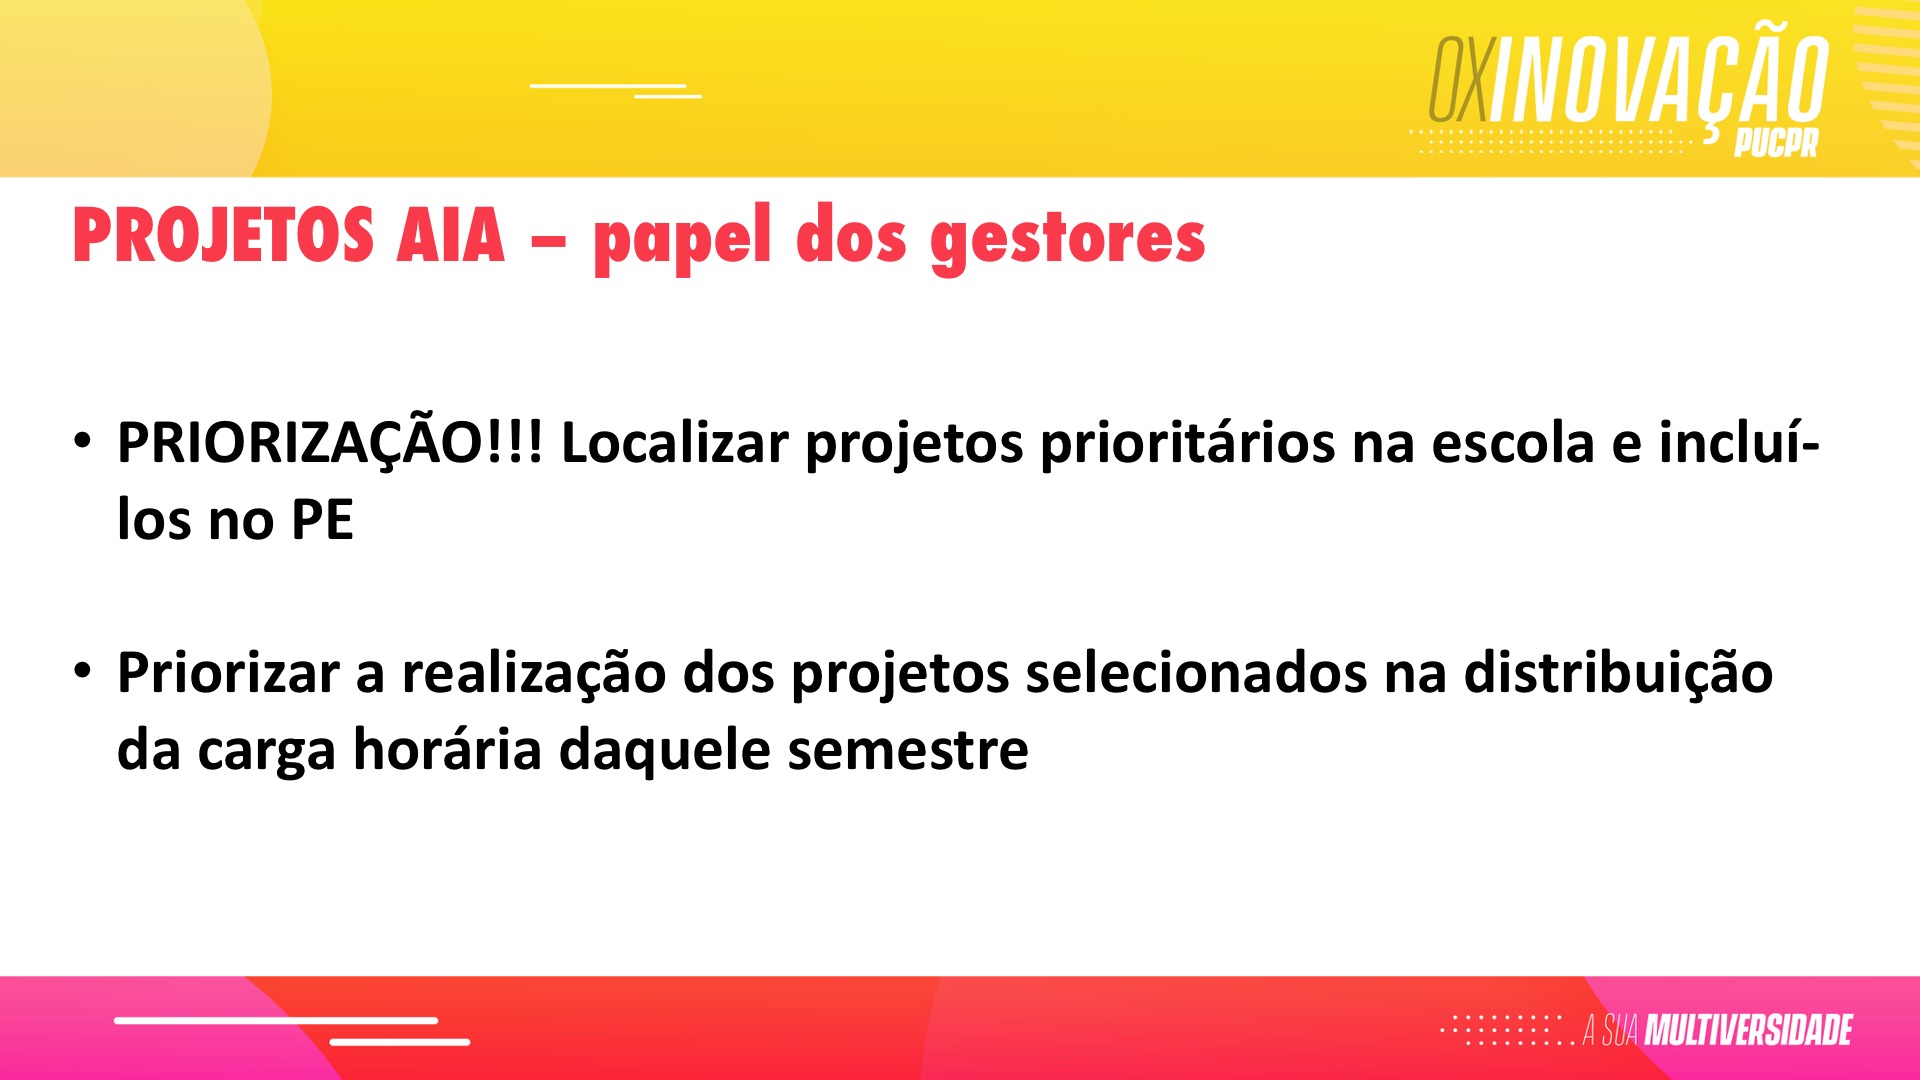 OXINOVAÇÃO
PUCPR
PROJETOS AIA – papel dos gestores
• PRIORIZAÇÃO!!! Localizar projetos prioritários na escola e incluí-
los no PE
• Priorizar a realização dos projetos selecionados na distribuição
da carga horária daquele semestre
A SUA MULTIVERSIDADE